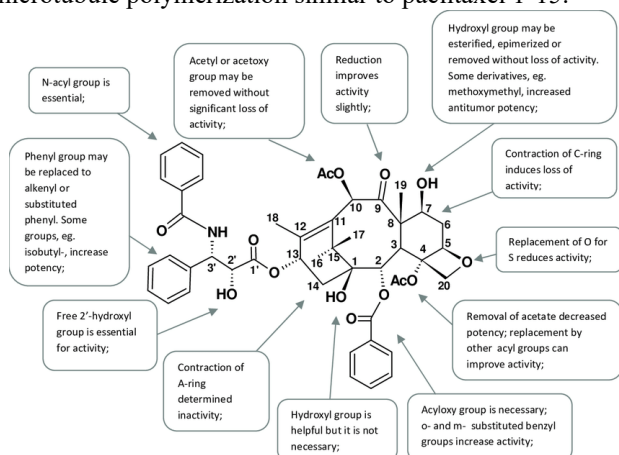 microtubule polymerization similar to paclitaxel
Hydroxyl group may be
esterified, epimerized or
removed without loss of activity.
Some derivatives, eg.
methoxymethyl, increased
antitumor potency;
Acetyl or acetoxy
group may be
removed without
significant loss of
activity;
Reduction
improves
activity
slightly;
N-acyl group is
essential;
Phenyl group may
be replaced to
alkenyl or
substituted
phenyl. Some
groups, eg.
isobutyl-, increase
potency;
Contraction of C-ring
induces loss of
activity;
Replacement of O for
S reduces activity;
AcO
O
19
OH
10
9
7
18
11
8
6
12
17
3
5
O
NH
O
13
16
15
1
2
4
O
3'
2'
1'
O
14
HO
AcO
20
OH
HO
O
O
Free 2′-hydroxyl
group is essential
for activity;
Contraction of
A-ring
determined
inactivity;
Hydroxyl group is
helpful but it is not
necessary;
Removal of acetate decreased
potency; replacement by
other acyl groups can
improve activity;
Acyloxy group is necessary;
o- and m- substituted benzyl
groups increase activity;